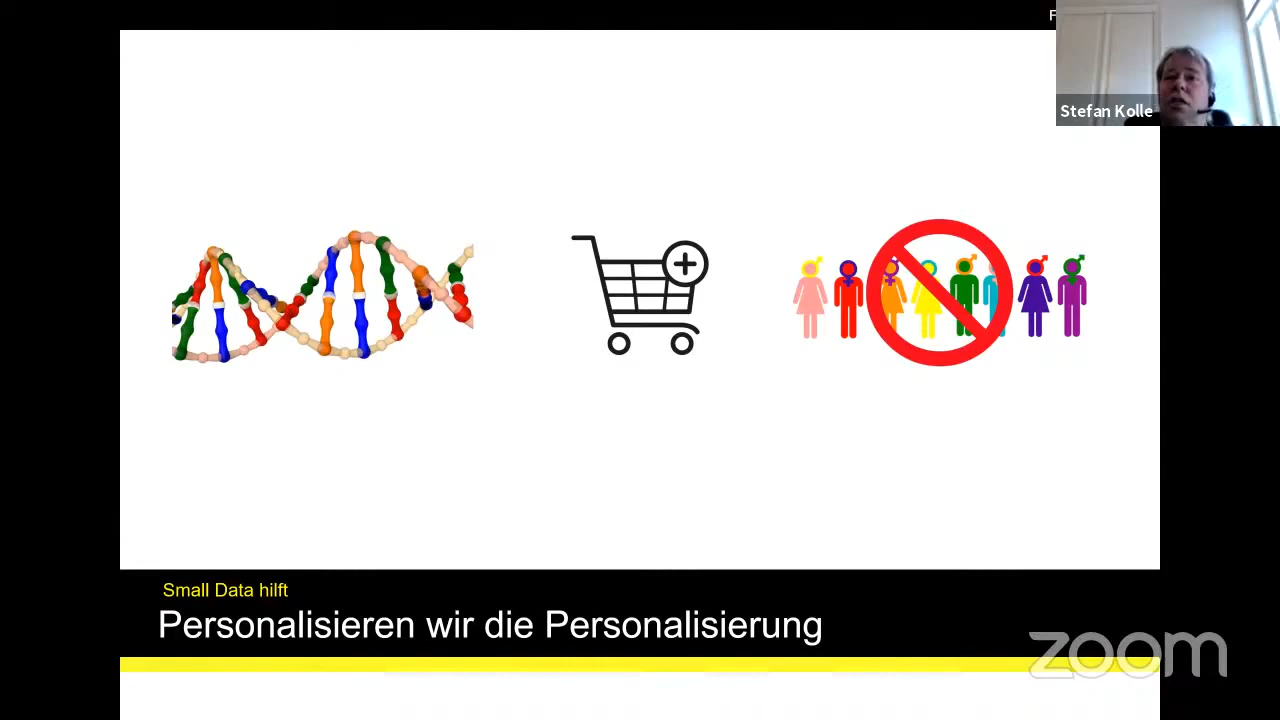 F
Stefan Kolle
Small Data hilft
Personalisieren wir die Personalisierung
zoom